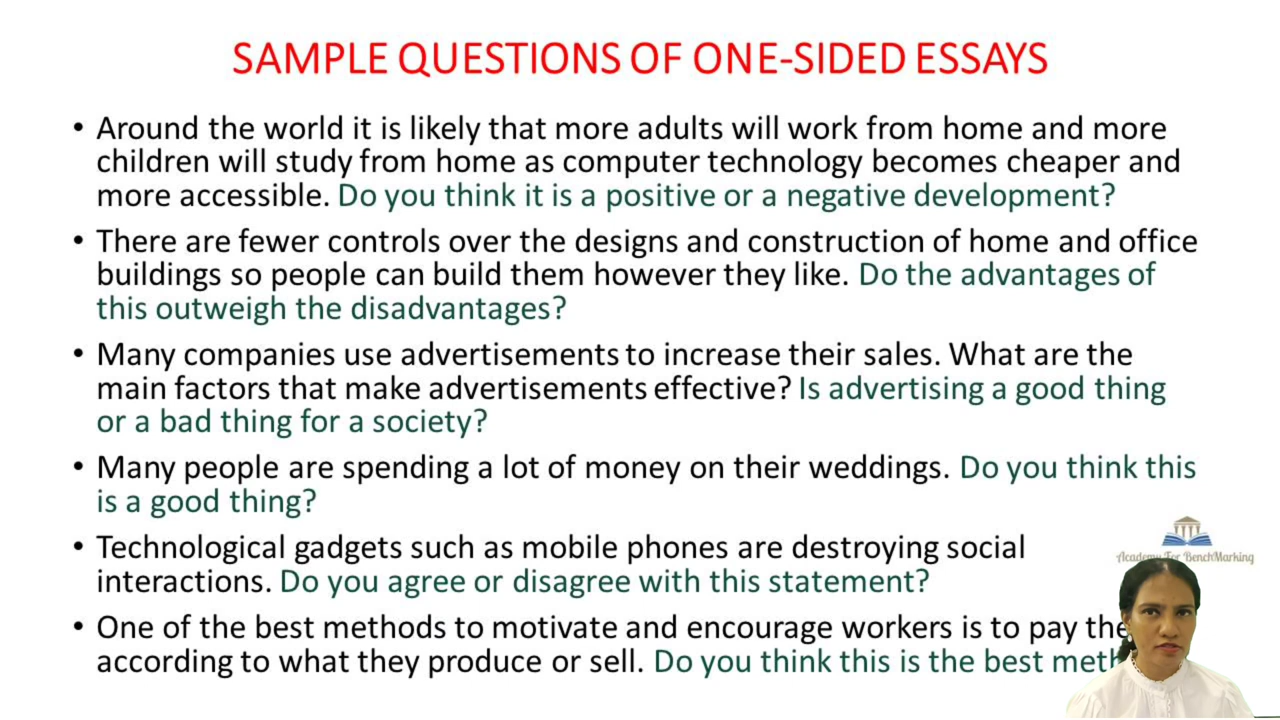 SAMPLE QUESTIONS OF ONE-SIDED ESSAYS
• Around the world it is likely that more adults will work from home and more
children will study from home as computer technology becomes cheaper and
more accessible. Do you think it is a positive or a negative development?
• There are fewer controls over the designs and construction of home and office
buildings so people can build them however they like. Do the advantages of
this outweigh the disadvantages?
• Many companies use advertisements to increase their sales. What are the
main factors that make advertisements effective? Is advertising a good thing
or a bad thing for a society?
• Many people are spending a lot of money on their weddings. Do you think this
is a good thing?
• Technological gadgets such as mobile phones are destroying social
interactions. Do you agree or disagree with this statement?
• One of the best methods to motivate and encourage workers is to pay the
according to what they produce or sell. Do you think this is the best meth
Academy For BenchMarking